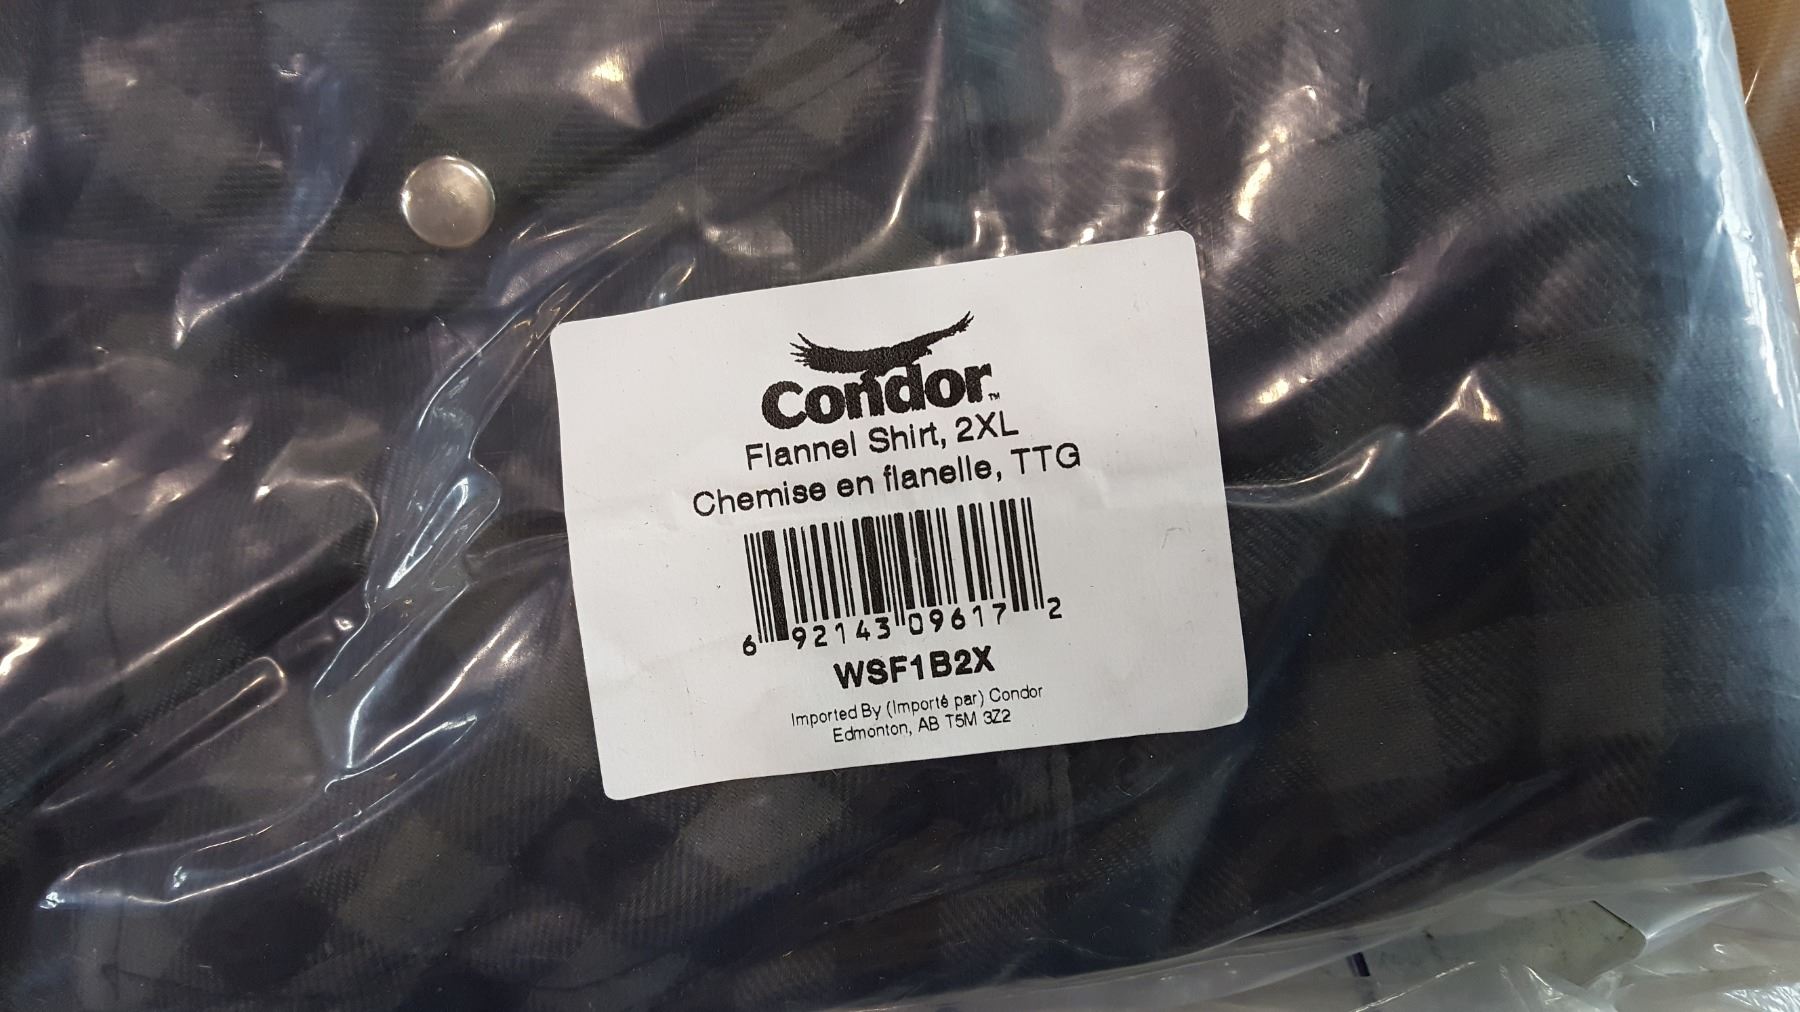 Condor™
Flannel Shirt, 2XL
Chemise en flanelle, TTG
6 92143 09617 2
WSF1B2X
Imported By (Importé par) Condor
Edmonton, AB T5M 3Z2